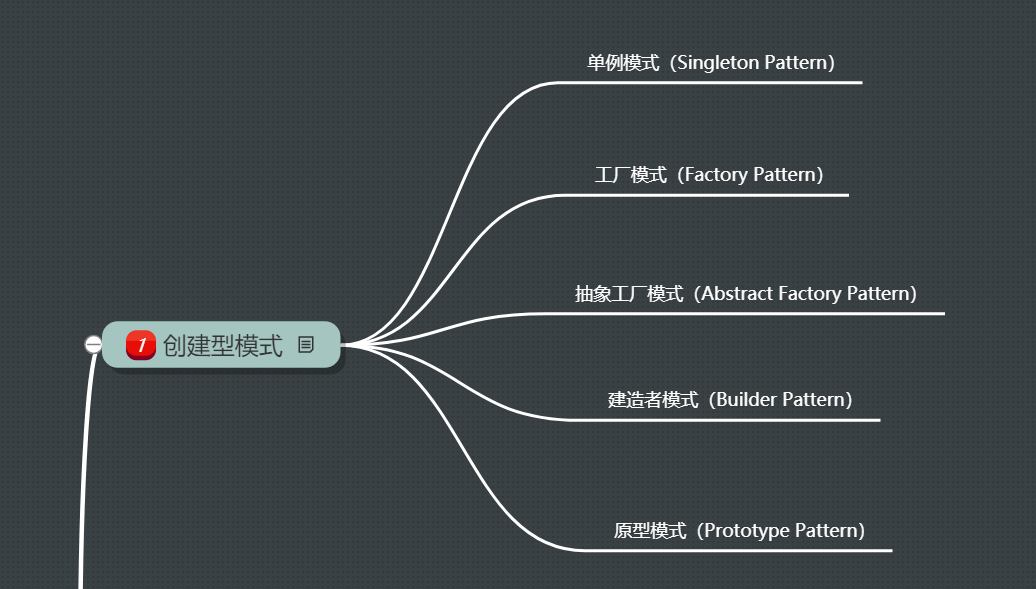 单例模式（Singleton Pattern）
工厂模式（Factory Pattern）
抽象工厂模式（Abstract Factory Pattern）
1 创建型模式
建造者模式（Builder Pattern）
原型模式（Prototype Pattern）